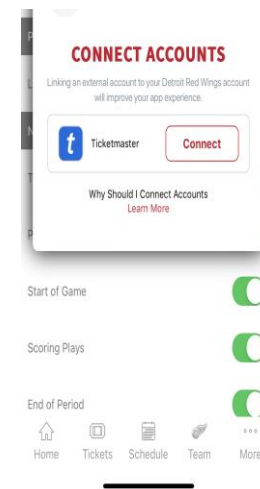 CONNECT ACCOUNTS
Linking an external account to your Detroit Red Wings account
will improve your app experience.
t Ticketmaster Connect
Why Should I Connect Accounts
Learn More
Start of Game
Scoring Plays
End of Period
Home Tickets Schedule Team More